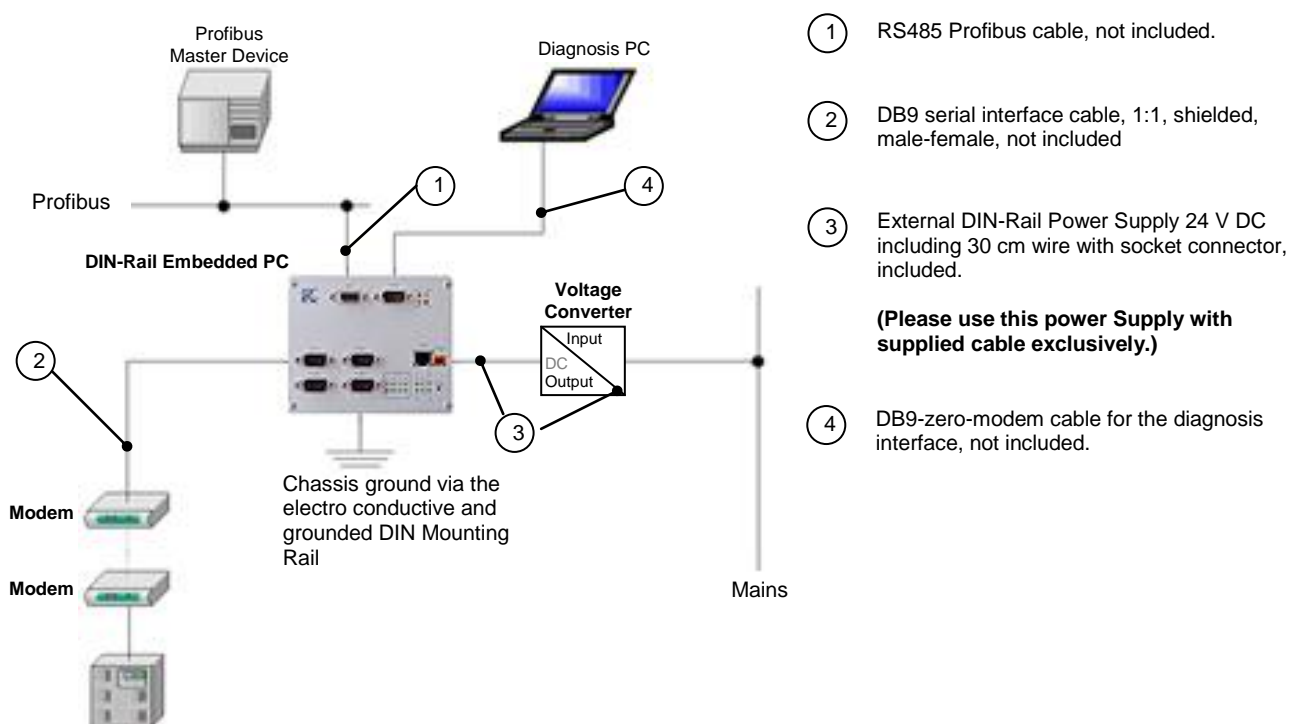 Profibus
Master Device
Diagnosis PC
1
4
Profibus
DIN-Rail Embedded PC
Voltage
Converter
Input
DC
Output
2
3
Chassis ground via the
electro conductive and
grounded DIN Mounting
Rail
Modem
Modem
Mains
1 RS485 Profibus cable, not included.
2 DB9 serial interface cable, 1:1, shielded,
male-female, not included
3 External DIN-Rail Power Supply 24 V DC
including 30 cm wire with socket connector,
included.
(Please use this power Supply with
supplied cable exclusively.)
4 DB9-zero-modem cable for the diagnosis
interface, not included.